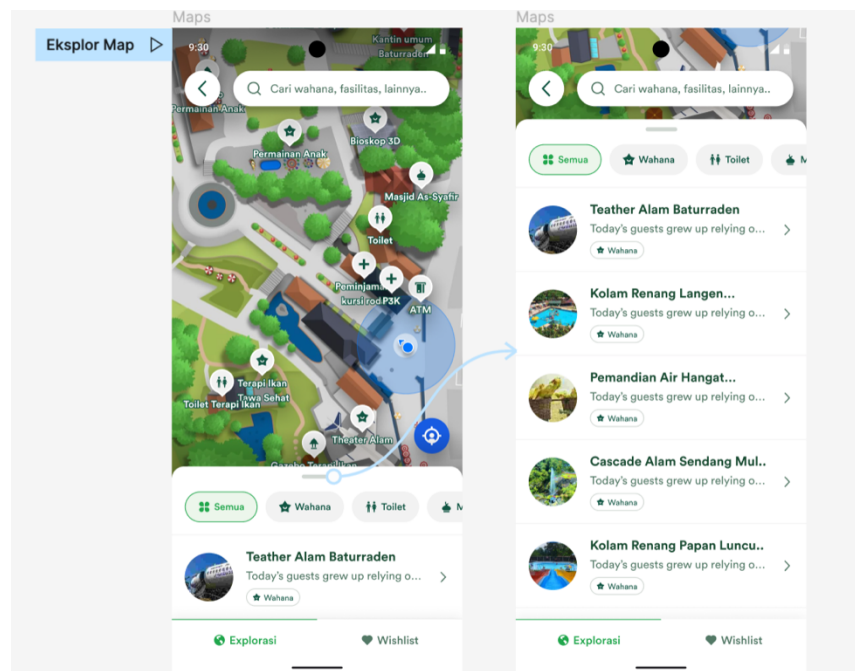 Maps
Maps
Eksplor Map
9:30
Kantin umum
Baturraden
Cari wahana, fasilitas, lainnya..
Permainan Anak
Bioskop 3D
Permainan Anak
Masjid As-Syafir
Toilet
Peminjama
kursi rod P3K
ATM
Terapi Ikan
Tawa Sehat
Toilet Terapi Ikan
Theater Alam
Gazebo Terapi Ikan
Semua
Wahana
Toilet
M
Teather Alam Baturraden
Today's guests grew up relying o...
Wahana
Explorasi
Wishlist
9:30
Cari wahana, fasilitas, lainnya..
Semua
Wahana
Toilet
M
Teather Alam Baturraden
Today's guests grew up relying o...
Wahana
Kolam Renang Langen...
Today's guests grew up relying o...
Wahana
Pemandian Air Hangat...
Today's guests grew up relying o...
Wahana
Cascade Alam Sendang Mul..
Today's guests grew up relying o...
Wahana
Kolam Renang Papan Luncu..
Today's guests grew up relying o...
Wahana
Explorasi
Wishlist